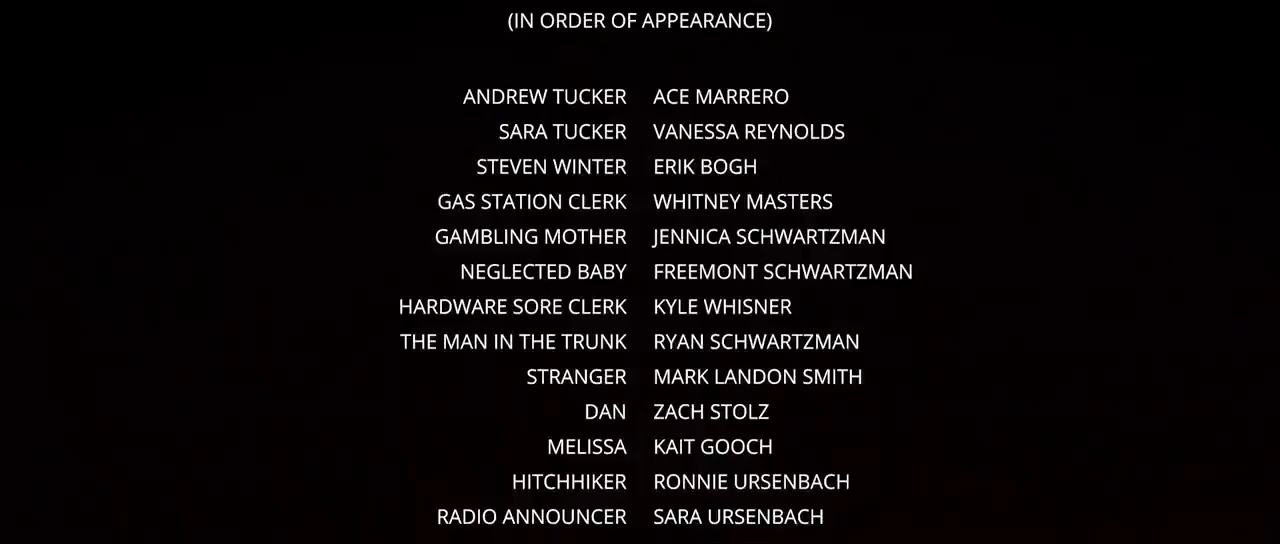 (IN ORDER OF APPEARANCE)
ANDREW TUCKER ACE MARRERO
SARA TUCKER VANESSA REYNOLDS
STEVEN WINTER ERIK BOGH
GAS STATION CLERK WHITNEY MASTERS
GAMBLING MOTHER JENNICA SCHWARTZMAN
NEGLECTED BABY FREEMONT SCHWARTZMAN
HARDWARE SORE CLERK KYLE WHISNER
THE MAN IN THE TRUNK RYAN SCHWARTZMAN
STRANGER MARK LANDON SMITH
DAN ZACH STOLZ
MELISSA KAIT GOOCH
HITCHHIKER RONNIE URSENBACH
RADIO ANNOUNCER SARA URSENBACH